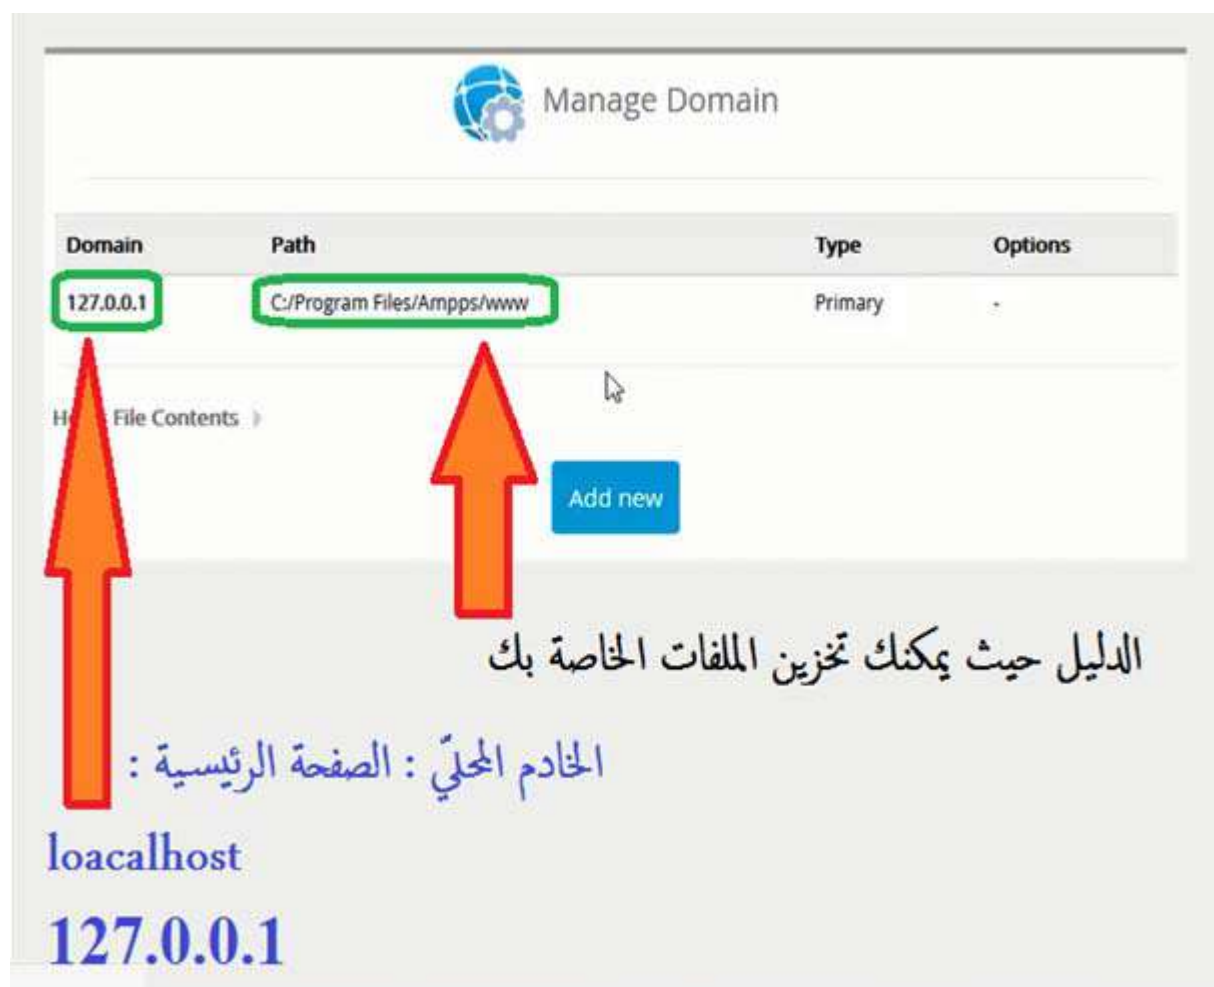 Manage Domain
Domain Path Type Options
127.0.0.1 C:/Program Files/Ampps/www Primary -
File Contents
Add new
الدليل حيث يمكنك تخزين الملفات الخاصة بك
الخادم المحليّ : الصفحة الرئيسية :
loacalhost
127.0.0.1